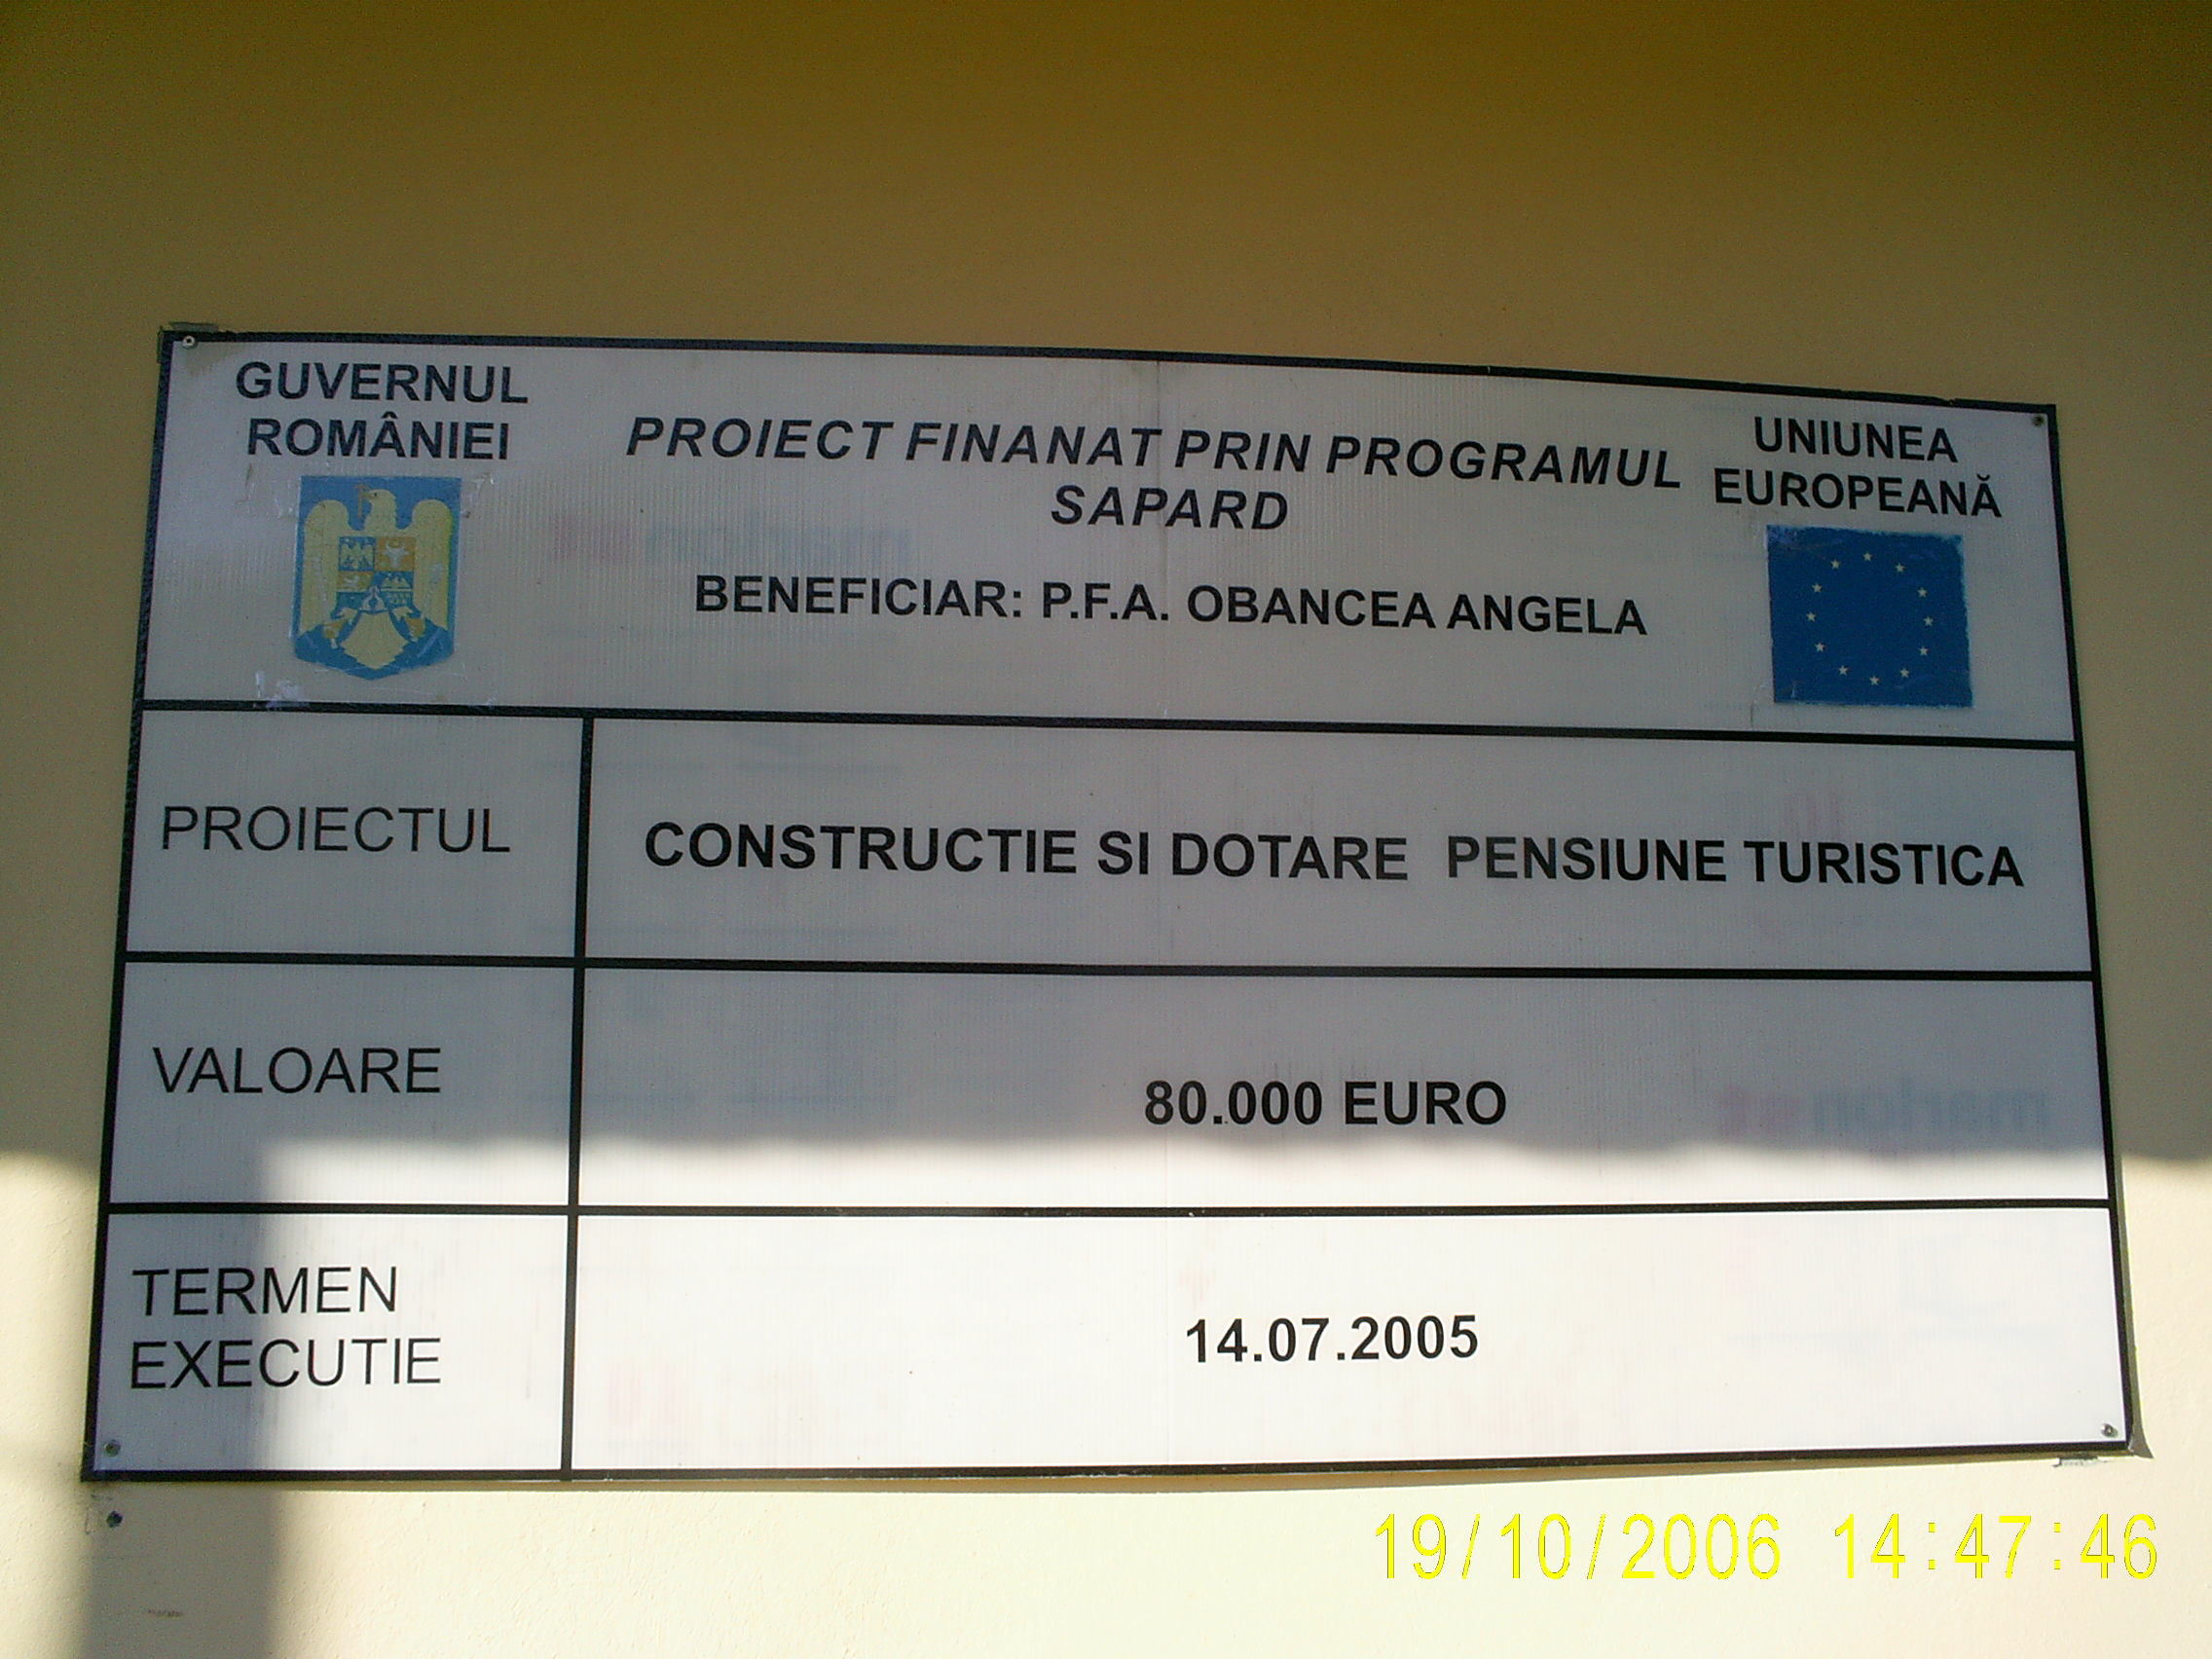 GUVERNUL
ROMÂNIEI
PROIECT FINANAT PRIN PROGRAMUL
SAPARD
UNIUNEA
EUROPEANĂ
BENEFICIAR: P.F.A. OBANCEA ANGELA
PROIECTUL
CONSTRUCTIE SI DOTARE PENSIUNE TURISTICA
VALOARE
80.000 EURO
TERMEN
EXECUTIE
14.07.2005
19/10/2006 14:47:46